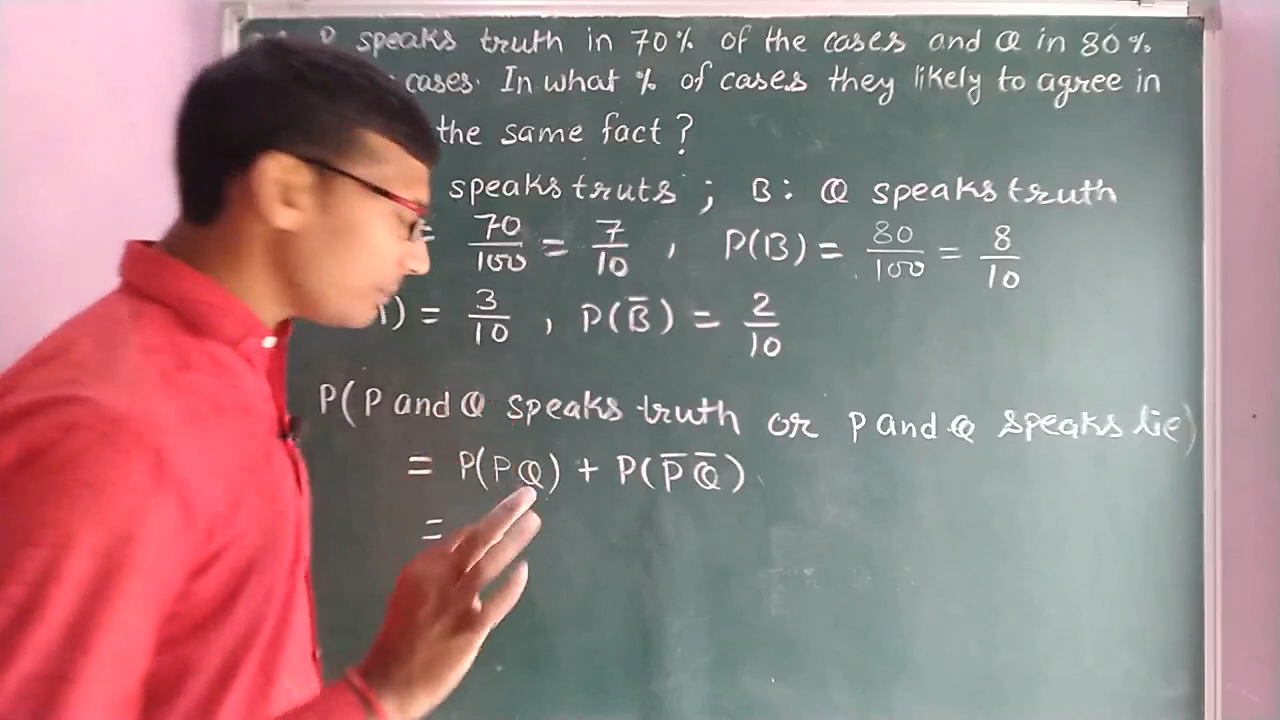 P speaks truth in 70% of the cases and Q in 80%
cases. In what % of cases they likely to agree in
the same fact?
speaks truts ; B: Q speaks truth
= 70/100 = 7/10 , P(B) = 80/100 = 8/10
) = 3/10 , P(B̄) = 2/10
P(P and Q speaks truth or P and Q speaks lie)
= P(PQ) + P(P̄ Q̄)
=